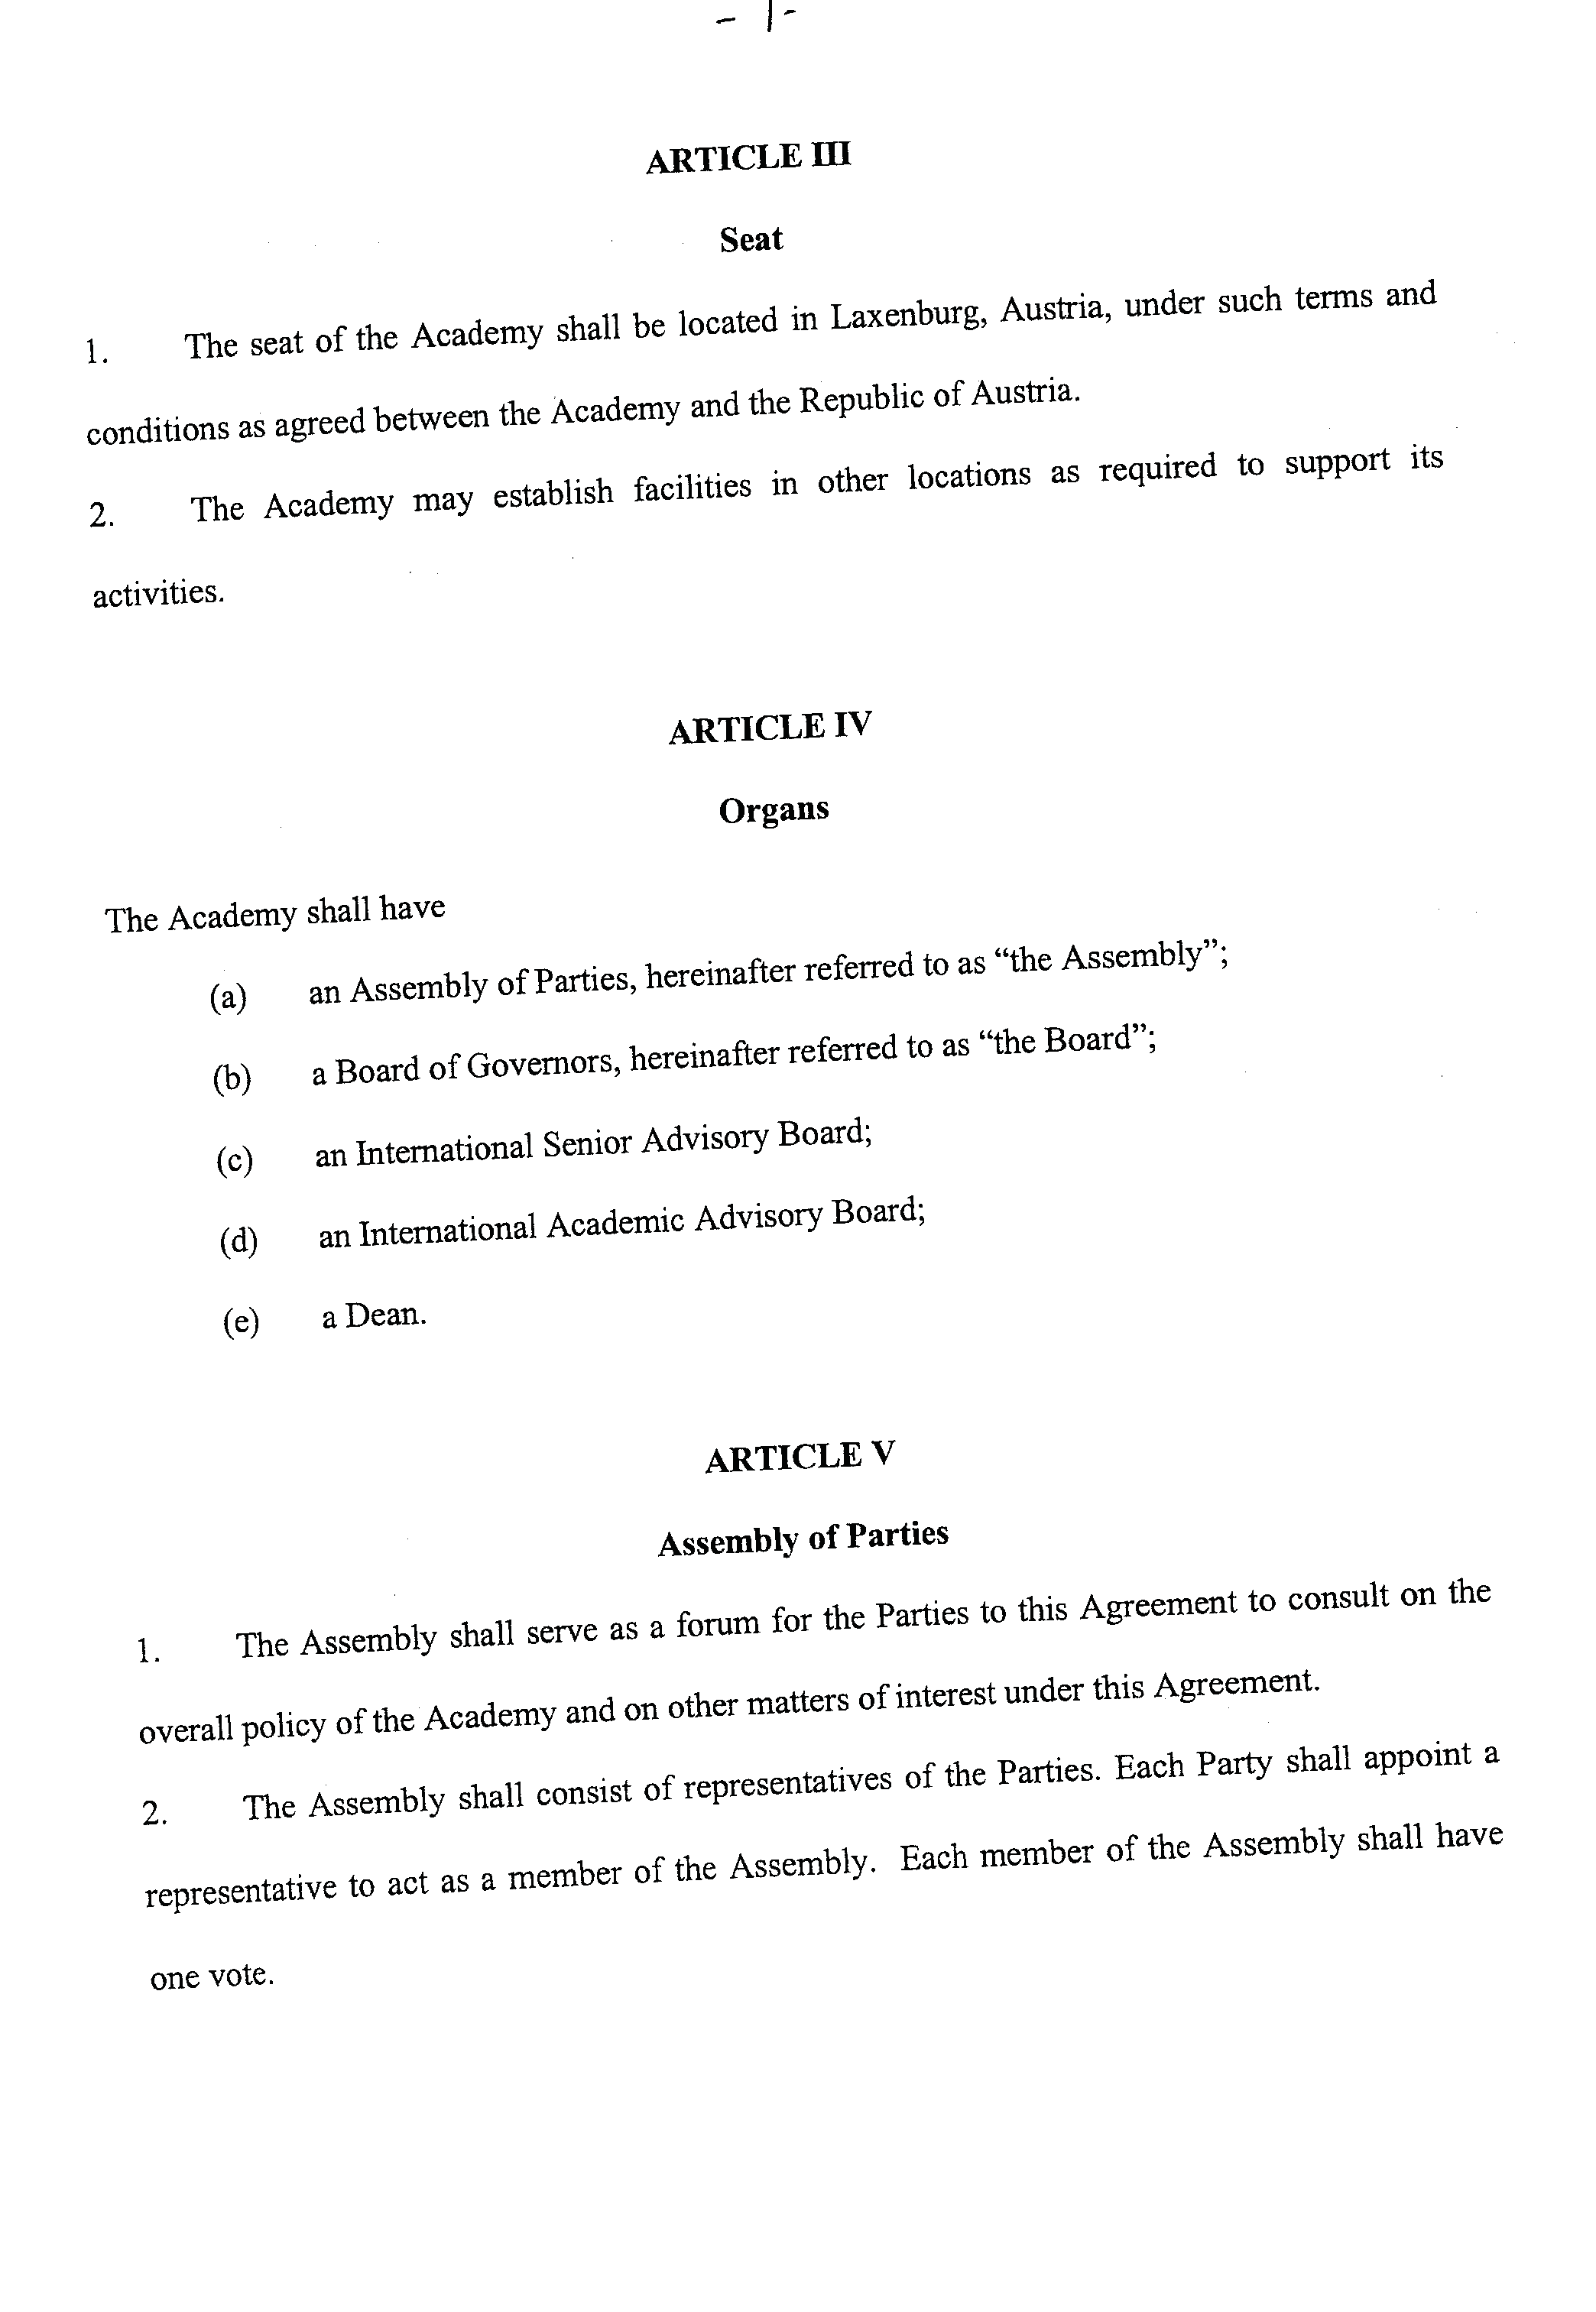 - 1-
ARTICLE III
Seat
1. The seat of the Academy shall be located in Laxenburg, Austria, under such terms and
conditions as agreed between the Academy and the Republic of Austria.
2. The Academy may establish facilities in other locations as required to support its
activities.
ARTICLE IV
Organs
The Academy shall have
(a) an Assembly of Parties, hereinafter referred to as “the Assembly”;
(b) a Board of Governors, hereinafter referred to as “the Board”;
(c) an International Senior Advisory Board;
(d) an International Academic Advisory Board;
(e) a Dean.
ARTICLE V
Assembly of Parties
1. The Assembly shall serve as a forum for the Parties to this Agreement to consult on the
overall policy of the Academy and on other matters of interest under this Agreement.
2. The Assembly shall consist of representatives of the Parties. Each Party shall appoint a
representative to act as a member of the Assembly. Each member of the Assembly shall have
one vote.